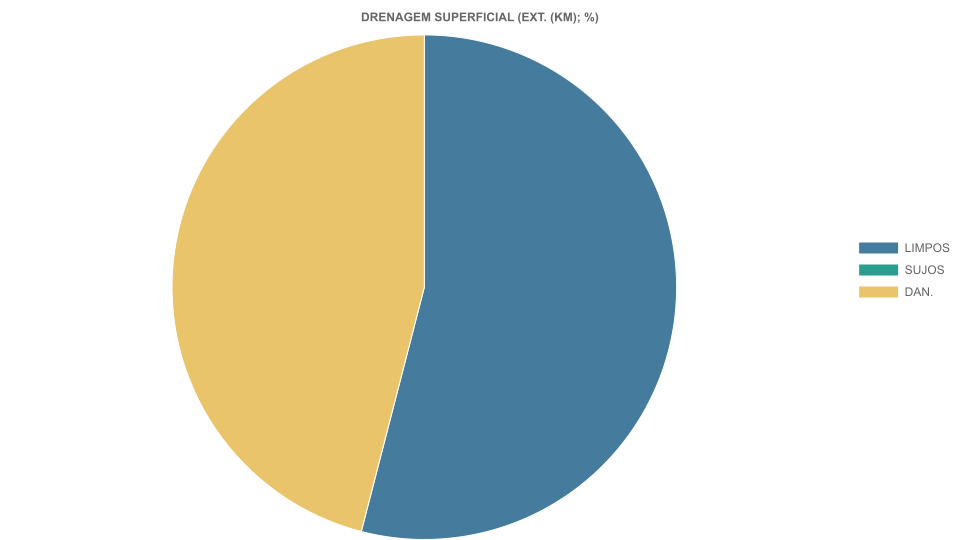 DRENAGEM SUPERFICIAL (EXT. (KM); %)
LIMPOS
SUJOS
DAN.